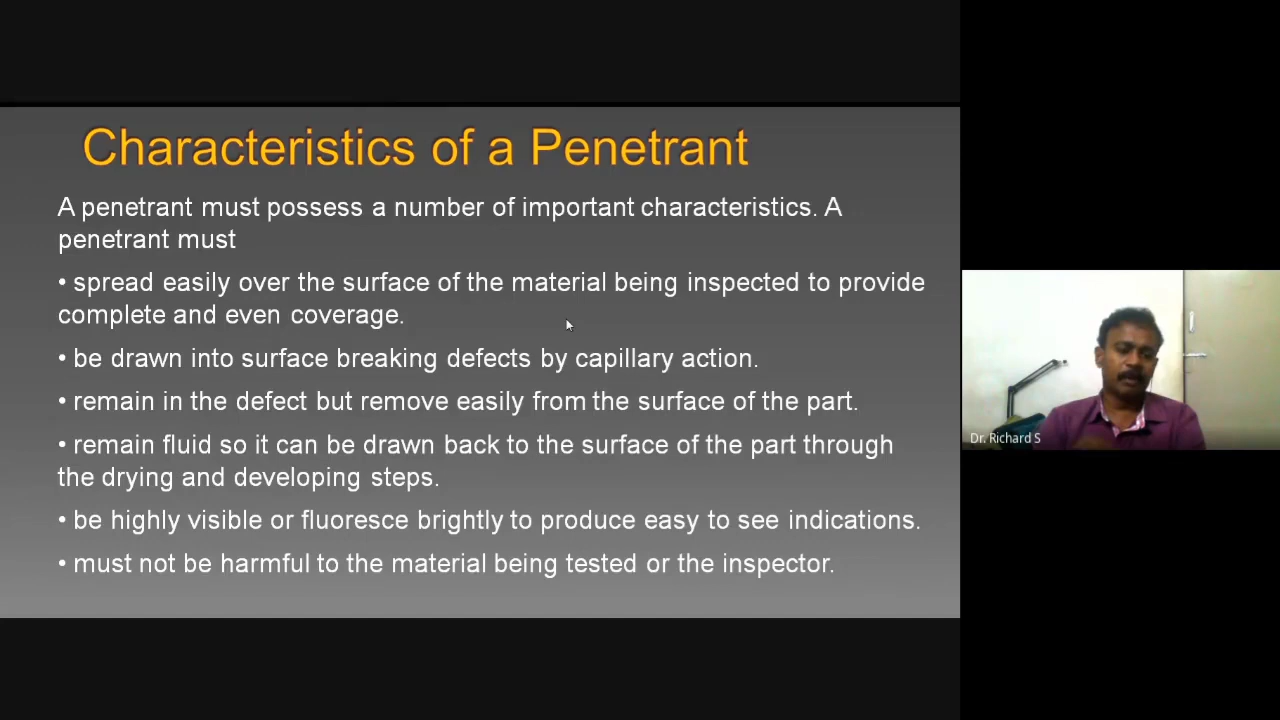 Characteristics of a Penetrant
A penetrant must possess a number of important characteristics. A
penetrant must
• spread easily over the surface of the material being inspected to provide
complete and even coverage.
• be drawn into surface breaking defects by capillary action.
• remain in the defect but remove easily from the surface of the part.
• remain fluid so it can be drawn back to the surface of the part through
the drying and developing steps.
• be highly visible or fluoresce brightly to produce easy to see indications.
• must not be harmful to the material being tested or the inspector.
Dr. Richard S